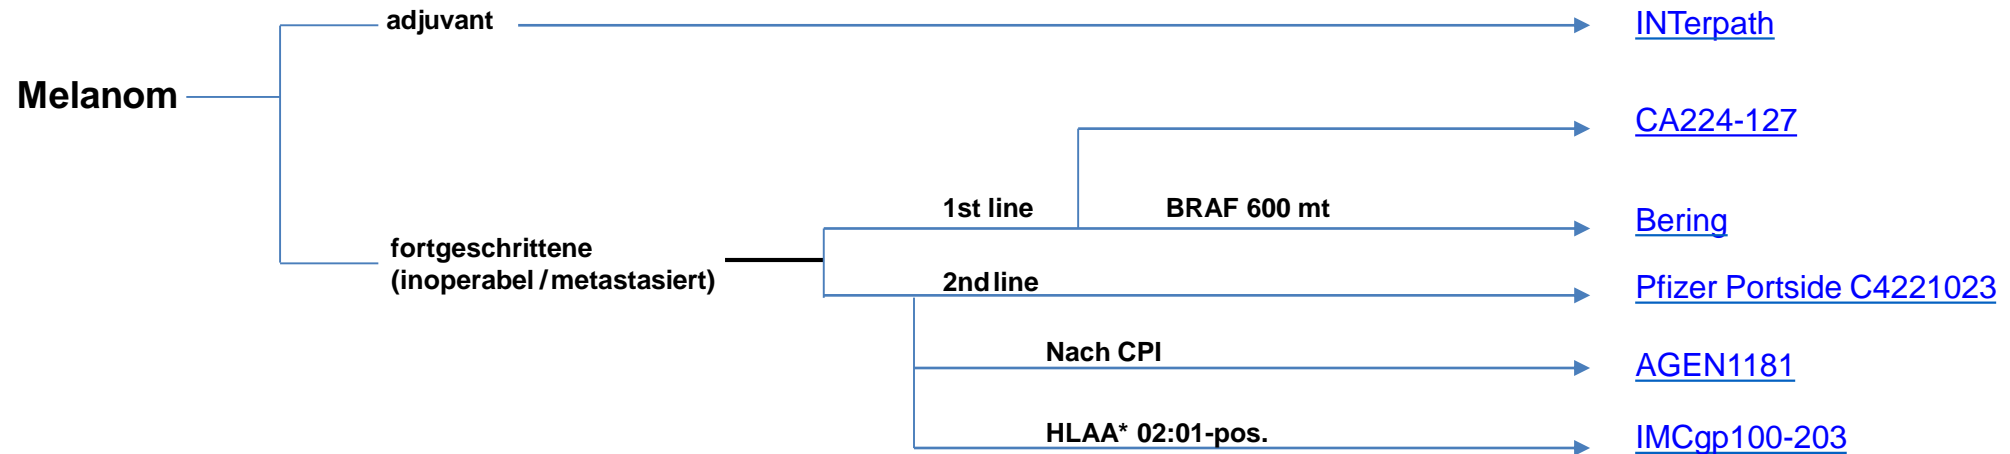 adjuvant
INTerpath
Melanom
CA224-127
1st line
BRAF 600 mt
Bering
fortgeschrittene
(inoperabel / metastasiert)
2nd line
Pfizer Portside C4221023
Nach CPI
AGEN1181
HLAA* 02:01-pos.
IMCgp100-203